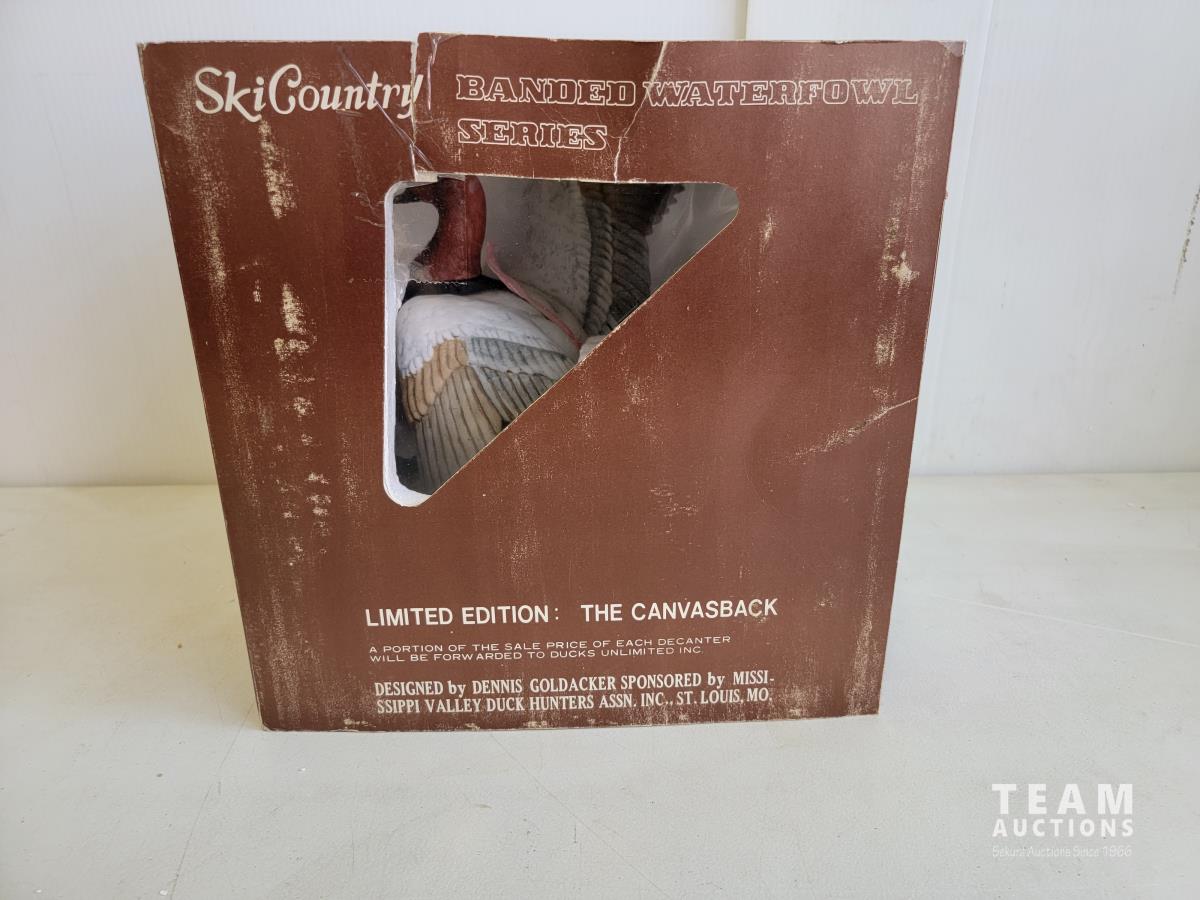 SkiCountry
BANDED WATERFOWL
SERIES
LIMITED EDITION: THE CANVASBACK
A PORTION OF THE SALE PRICE OF EACH DECANTER
WILL BE FORWARDED TO DUCKS UNLIMITED INC.
DESIGNED by DENNIS GOLDACKER SPONSORED by MISSI-
SSIPPI VALLEY DUCK HUNTERS ASSN. INC., ST. LOUIS, MO.
TEAM
AUCTIONS
Sekura Auctions Since 1966